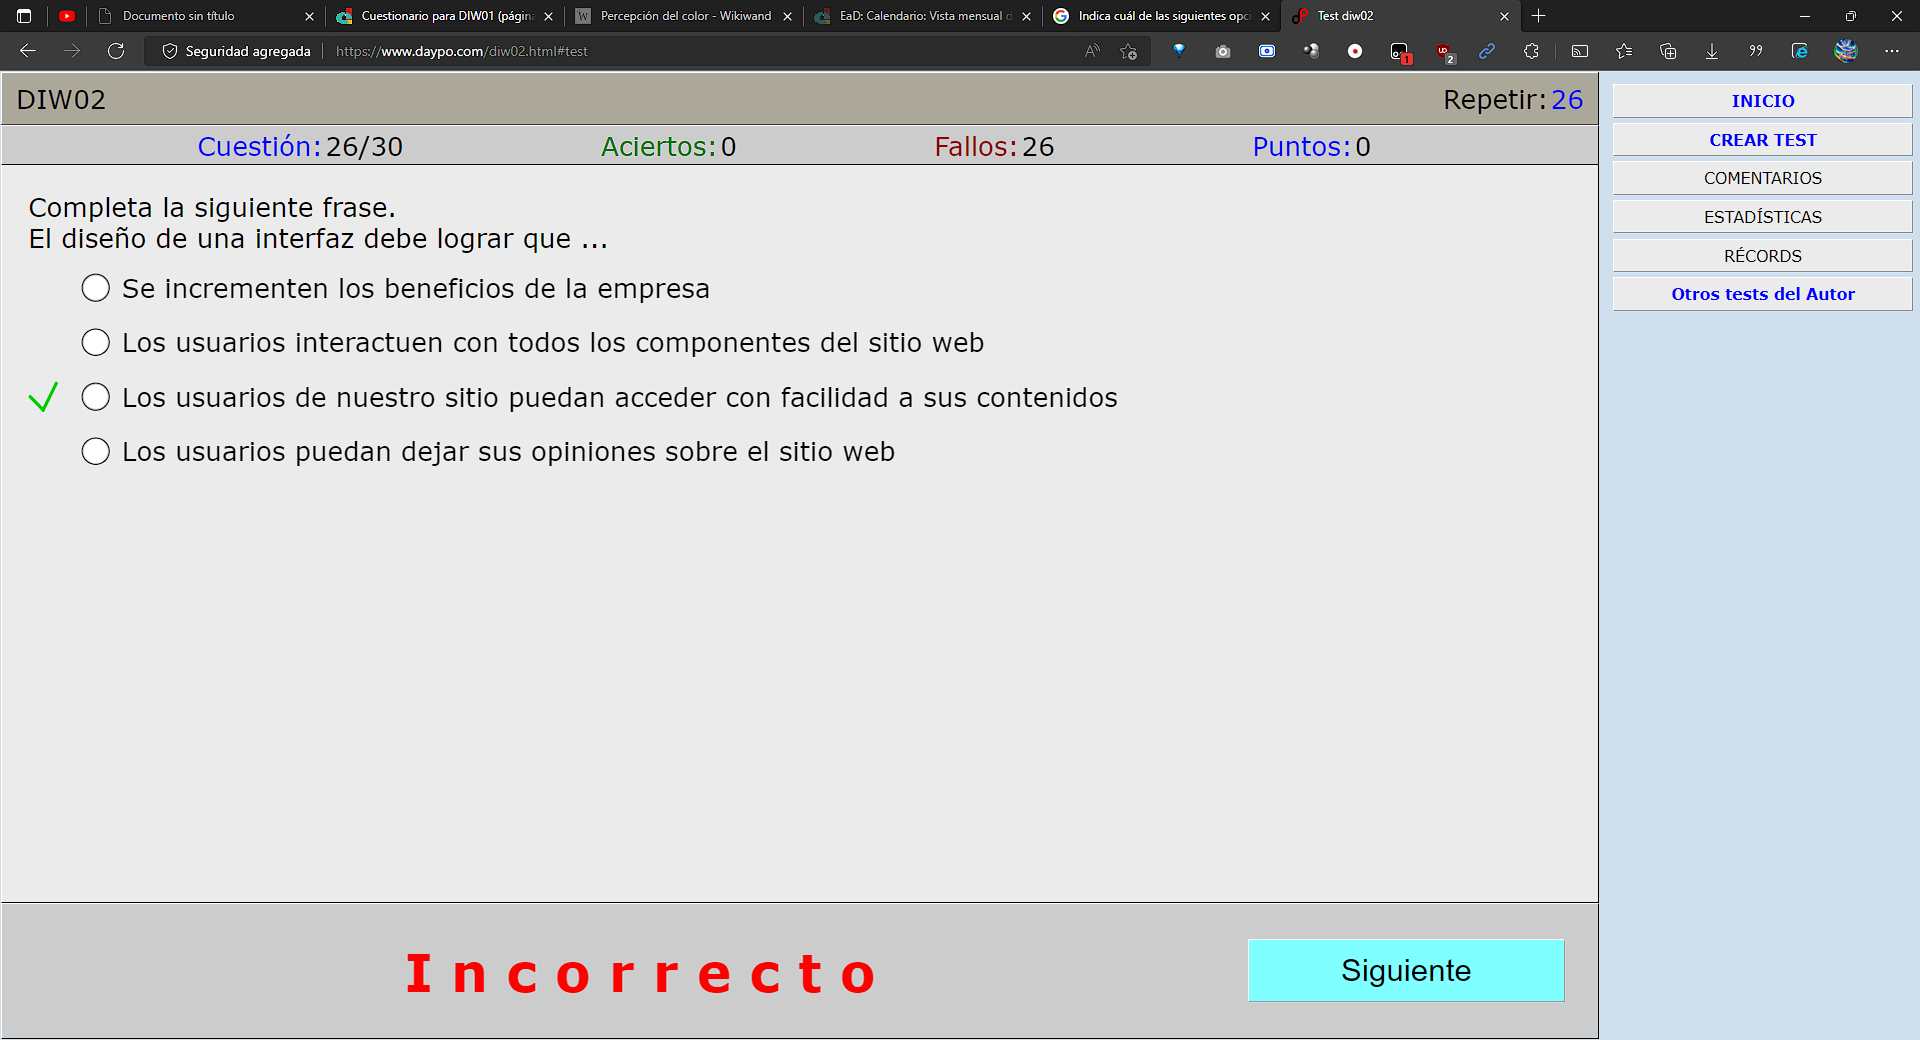 Documento sin título
Cuestionario para DIW01 (págin
Percepción del color - Wikiwand
EaD: Calendario: Vista mensual d
Indica cuál de las siguientes opc
Test diw02
Seguridad agregada
https://www.daypo.com/diw02.html#test
DIW02
Repetir: 26
Cuestión: 26/30
Aciertos: 0
Fallos: 26
Puntos: 0
Completa la siguiente frase.
El diseño de una interfaz debe lograr que ...
Se incrementen los beneficios de la empresa
Los usuarios interactuen con todos los componentes del sitio web
Los usuarios de nuestro sitio puedan acceder con facilidad a sus contenidos
Los usuarios puedan dejar sus opiniones sobre el sitio web
Incorrecto
Siguiente
INICIO
CREAR TEST
COMENTARIOS
ESTADÍSTICAS
RÉCORDS
Otros tests del Autor